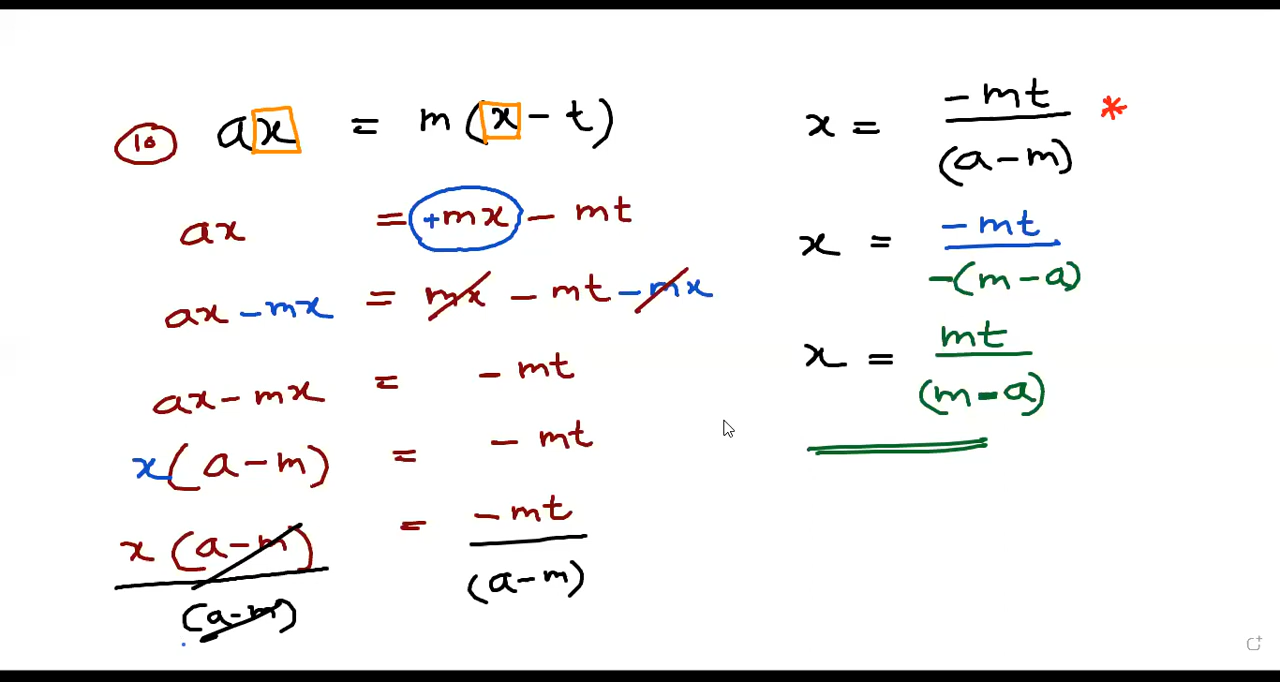 10 ax = m(x - t)
ax = +mx - mt
ax - mx = mx - mt - mx
ax - mx = - mt
x(a - m) = - mt
x(a - m) / (a - m) = - mt / (a - m)
x = - mt / (a - m) *
x = - mt / -(m - a)
x = mt / (m - a)